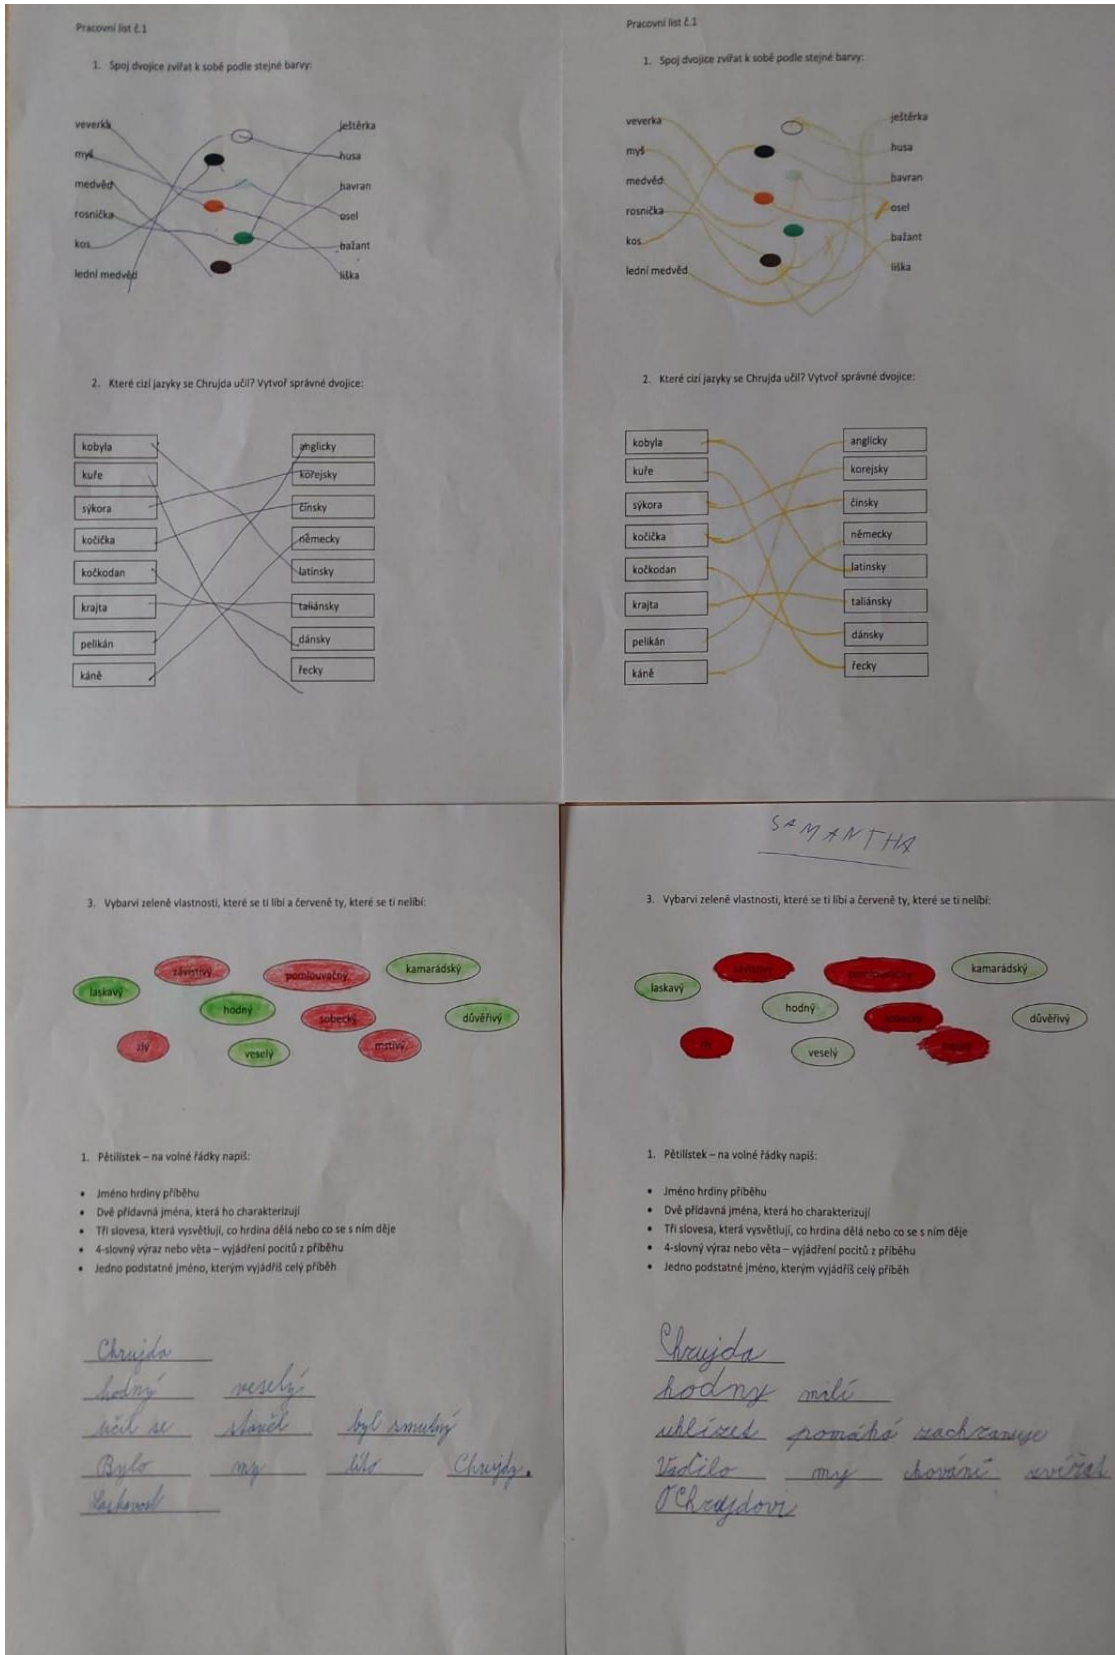 Pracovní list č.1
1. Spoj dvojice zvířat k sobě podle stejné barvy:
veverka ještěrka
myš husa
medvěd havran
rosnička osel
kos bažant
lední medvěd liška
2. Které cizí jazyky se Chrujda učil? Vytvoř správné dvojice:
kobyla anglicky
kuře korejsky
sýkora čínsky
kočička německy
kočkodan latinsky
krajta taliánsky
pelikán dánsky
káně řecky
Pracovní list č.1
1. Spoj dvojice zvířat k sobě podle stejné barvy:
veverka ještěrka
myš husa
medvěd havran
rosnička osel
kos bažant
lední medvěd liška
2. Které cizí jazyky se Chrujda učil? Vytvoř správné dvojice:
kobyla anglicky
kuře korejsky
sýkora čínsky
kočička německy
kočkodan latinsky
krajta taliánsky
pelikán dánsky
káně řecky
3. Vybarvi zeleně vlastnosti, které se ti líbí a červeně ty, které se ti nelíbí:
závistivý pomlouvačný kamarádský
laskavý hodný sobecký důvěřivý
zlý veselý mstivý
1. Pětilístek – na volné řádky napiš:
• Jméno hrdiny příběhu
• Dvě přídavná jména, která ho charakterizují
• Tři slovesa, která vysvětlují, co hrdina dělá nebo co se s ním děje
• 4-slovný výraz nebo věta – vyjádření pocitů z příběhu
• Jedno podstatné jméno, kterým vyjádříš celý příběh
Chrujda
hodný veselý
učil se stavěl byl smutný
Bylo my líto Chrujdy.
Laskavost
SAMANTHA
3. Vybarvi zeleně vlastnosti, které se ti líbí a červeně ty, které se ti nelíbí:
kamarádský
laskavý hodný důvěřivý
zlý veselý
1. Pětilístek – na volné řádky napiš:
• Jméno hrdiny příběhu
• Dvě přídavná jména, která ho charakterizují
• Tři slovesa, která vysvětlují, co hrdina dělá nebo co se s ním děje
• 4-slovný výraz nebo věta – vyjádření pocitů z příběhu
• Jedno podstatné jméno, kterým vyjádříš celý příběh
Chrujda
hodny milí
pomáhá zachranuje
Vadilo my chování zvířat
O Chrujdovi